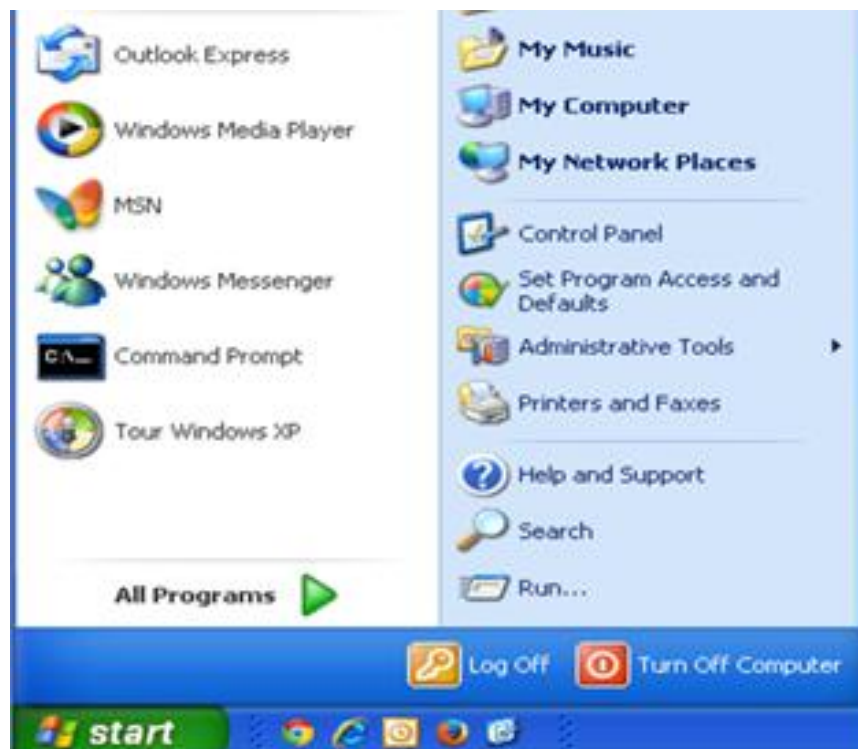 Outlook Express
Windows Media Player
MSN
Windows Messenger
C:\_
Command Prompt
Tour Windows XP
All Programs
My Music
My Computer
My Network Places
Control Panel
Set Program Access and
Defaults
Administrative Tools
Printers and Faxes
Help and Support
Search
Run...
Log Off
Turn Off Computer
start